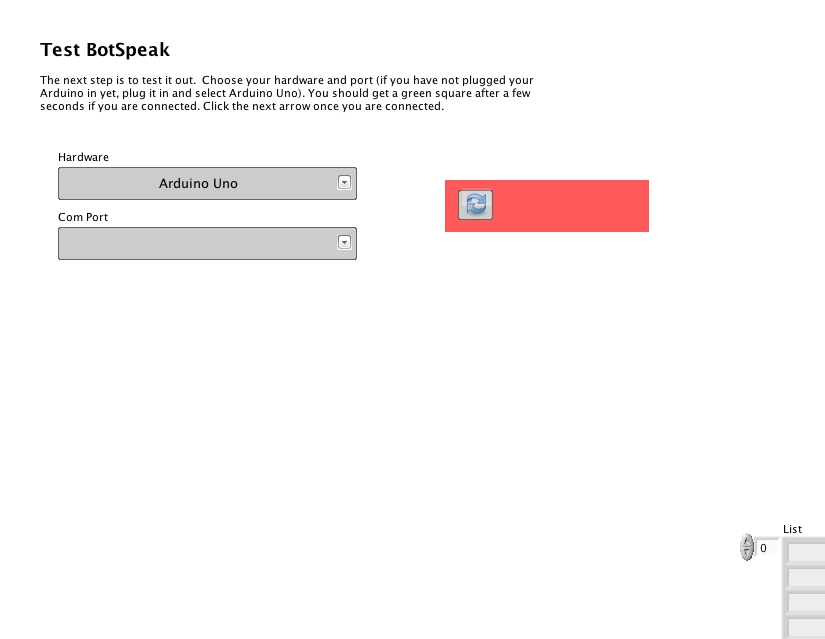 Test BotSpeak
The next step is to test it out.  Choose your hardware and port (if you have not plugged your
Arduino in yet, plug it in and select Arduino Uno). You should get a green square after a few
seconds if you are connected. Click the next arrow once you are connected.
Hardware
Arduino Uno
Com Port
List
0